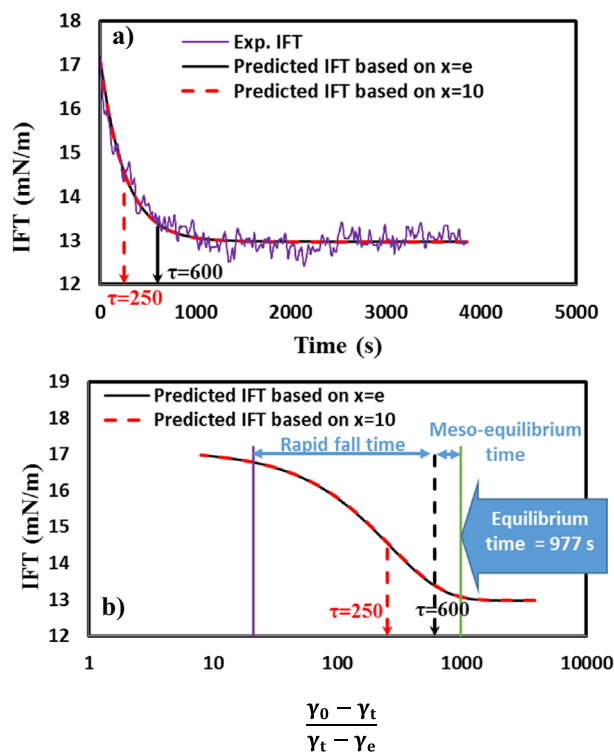 a)
Exp. IFT
Predicted IFT based on x=e
Predicted IFT based on x=10
IFT (mN/m)
17
16
15
14
13
12
τ=250
τ=600
0
1000
2000
3000
4000
5000
Time (s)
Predicted IFT based on x=e
Predicted IFT based on x=10
Rapid fall time
Meso-equilibrium
time
Equilibrium
time = 977 s
IFT (mN/m)
19
18
17
16
15
14
13
12
b)
τ=250
τ=600
1
10
100
1000
10000
γ₀ − γₜ
γₜ − γₑ